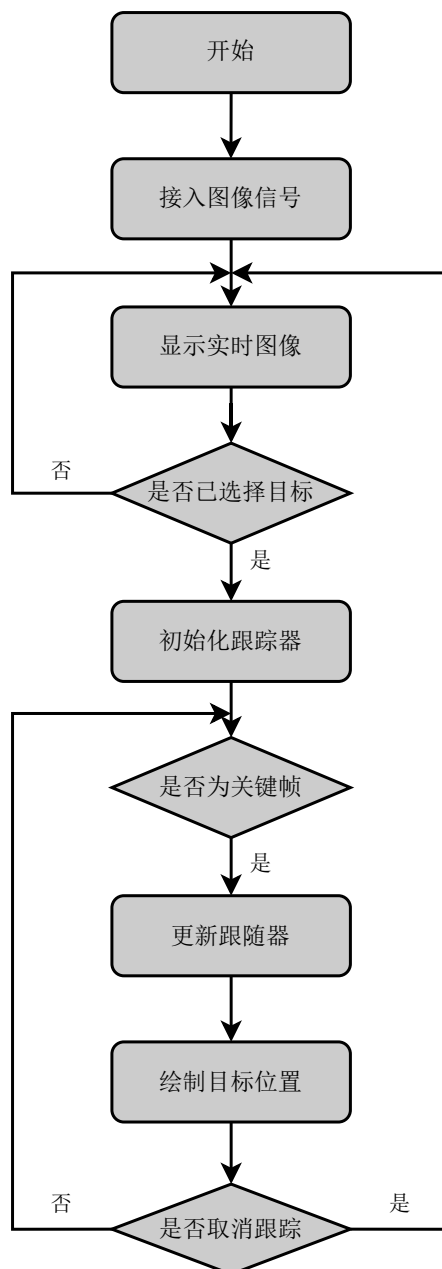 开始
接入图像信号
显示实时图像
否
是否已选择目标
是
初始化跟踪器
是否为关键帧
是
更新跟随器
绘制目标位置
否
是
是否取消跟踪